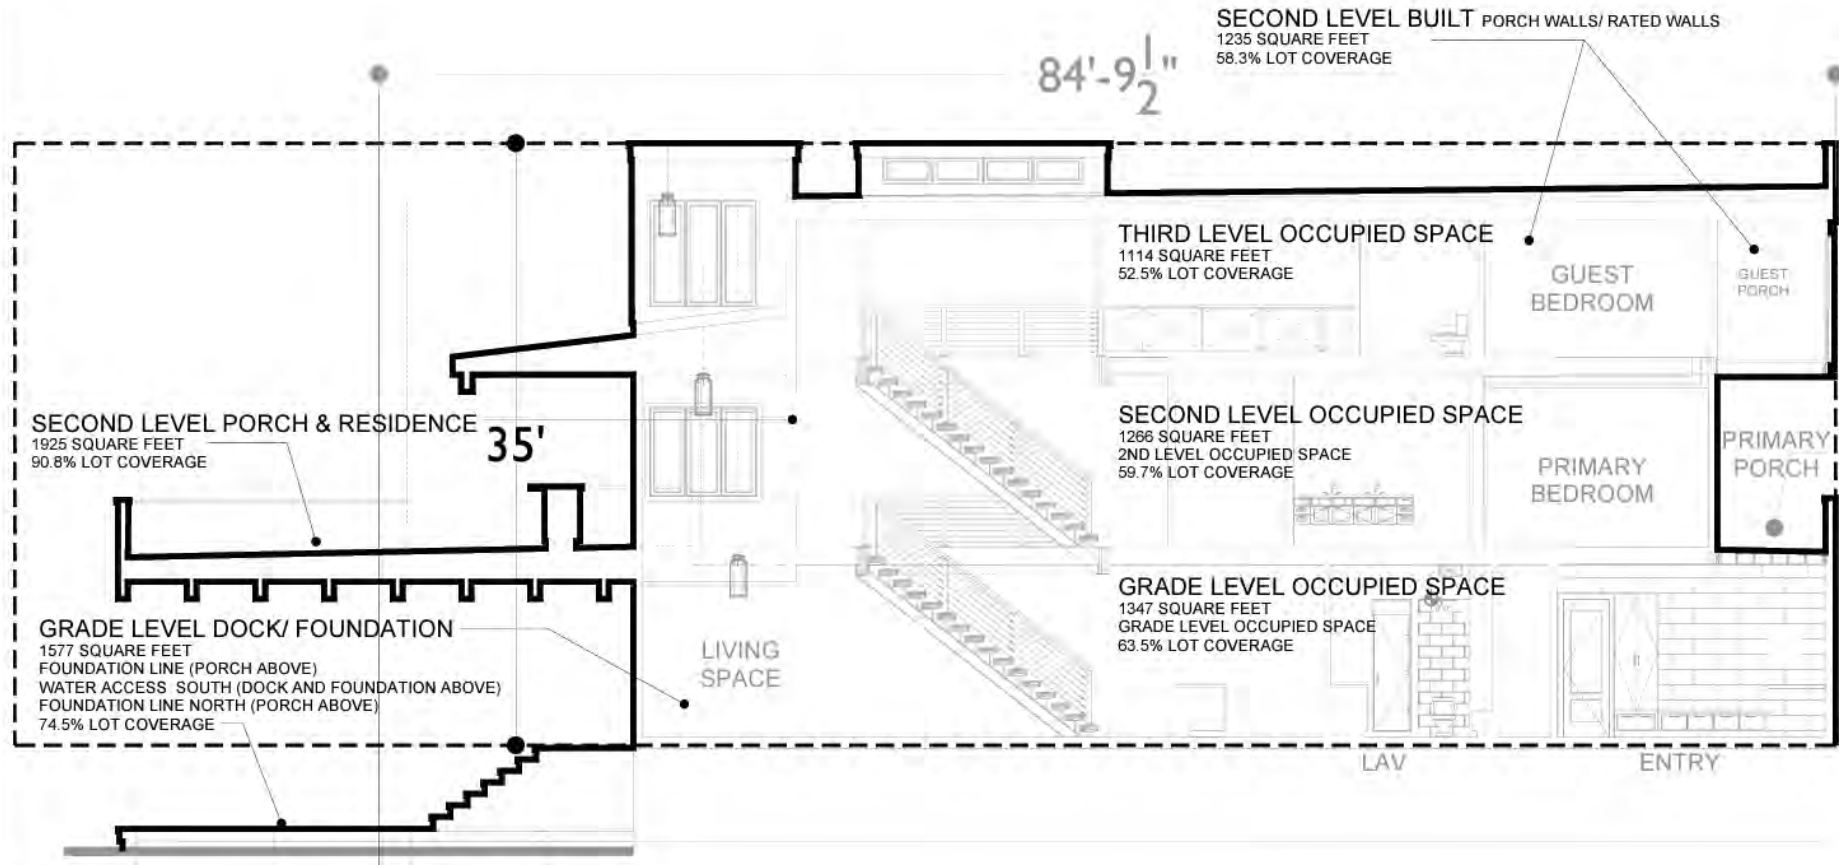 SECOND LEVEL BUILT PORCH WALLS/ RATED WALLS
1235 SQUARE FEET
58.3% LOT COVERAGE
84'-9 1/2"
THIRD LEVEL OCCUPIED SPACE
1114 SQUARE FEET
52.5% LOT COVERAGE
GUEST
BEDROOM
GUEST
PORCH
SECOND LEVEL PORCH & RESIDENCE
1925 SQUARE FEET
90.8% LOT COVERAGE
35'
SECOND LEVEL OCCUPIED SPACE
1266 SQUARE FEET
2ND LEVEL OCCUPIED SPACE
59.7% LOT COVERAGE
PRIMARY
BEDROOM
PRIMARY
PORCH
GRADE LEVEL DOCK/ FOUNDATION
1577 SQUARE FEET
FOUNDATION LINE (PORCH ABOVE)
WATER ACCESS SOUTH (DOCK AND FOUNDATION ABOVE)
FOUNDATION LINE NORTH (PORCH ABOVE)
74.5% LOT COVERAGE
LIVING
SPACE
GRADE LEVEL OCCUPIED SPACE
1347 SQUARE FEET
GRADE LEVEL OCCUPIED SPACE
63.5% LOT COVERAGE
LAV
ENTRY